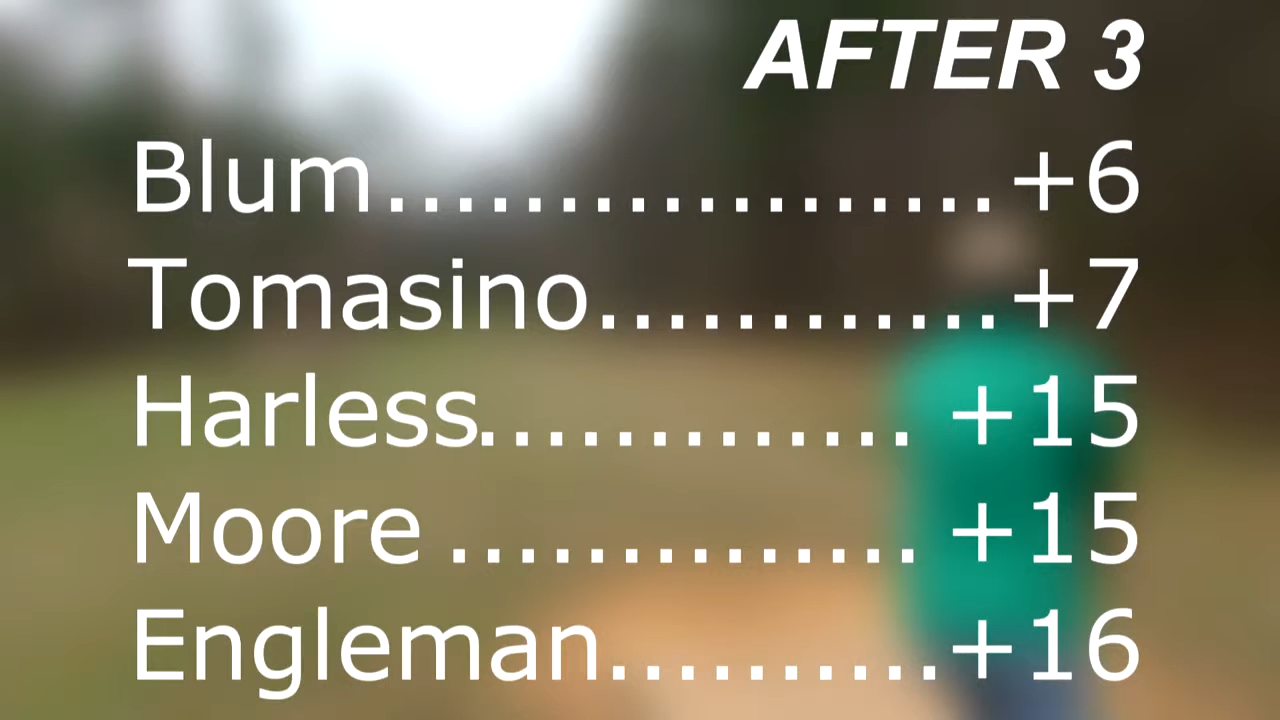 AFTER 3
Blum.................. +6
Tomasino............+7
Harless............. +15
Moore .............. +15
Engleman..........+16